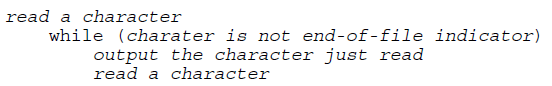 read a character
while (charater is not end-of-file indicator)
output the character just read
read a character